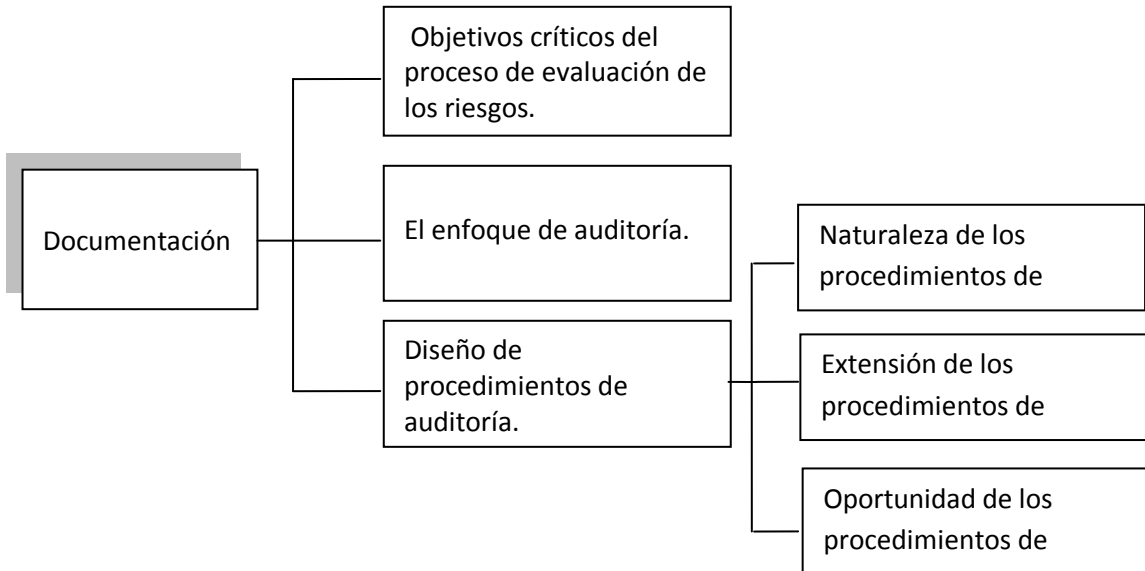 Documentación
Objetivos críticos del
proceso de evaluación de
los riesgos.
El enfoque de auditoría.
Diseño de
procedimientos de
auditoría.
Naturaleza de los
procedimientos de
Extensión de los
procedimientos de
Oportunidad de los
procedimientos de